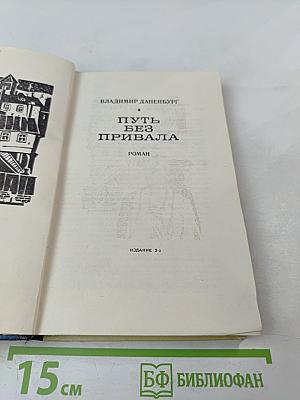 ВЛАДИМИР ДАНЕНБУРГ
ПУТЬ
БЕЗ
ПРИВАЛА
РОМАН
ИЗДАНИЕ 2-е
15 см
БФ БИБЛИОФАН